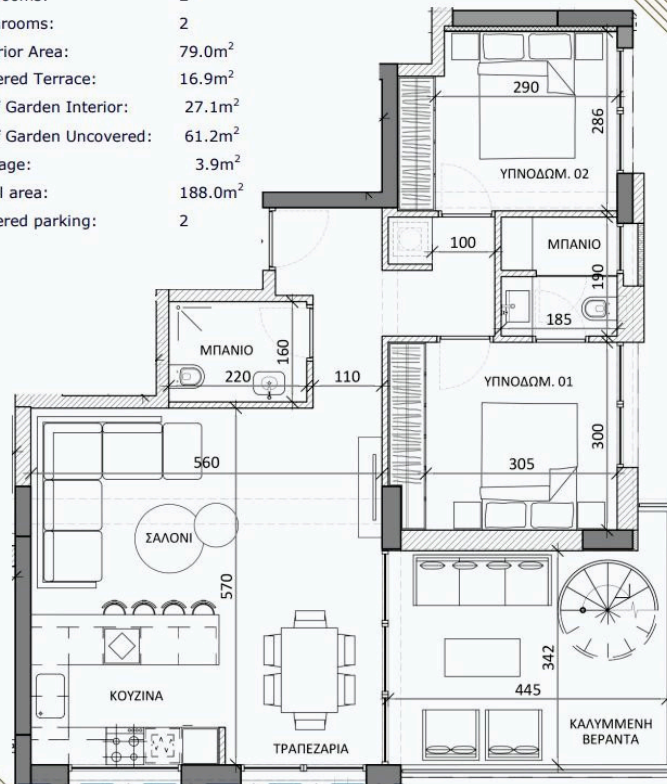 2
rooms: 2
rior Area: 79.0m²
ered Terrace: 16.9m²
Garden Interior: 27.1m²
Garden Uncovered: 61.2m²
age: 3.9m²
l area: 188.0m²
ered parking: 2
290
286
ΥΠΝΟΔΩΜ. 02
100
ΜΠΑΝΙΟ
190
185
ΜΠΑΝΙΟ
160
220
110
ΥΠΝΟΔΩΜ. 01
300
305
560
ΣΑΛΟΝΙ
570
342
445
ΚΟΥΖΙΝΑ
ΤΡΑΠΕΖΑΡΙΑ
ΚΑΛΥΜΜΕΝΗ
ΒΕΡΑΝΤΑ